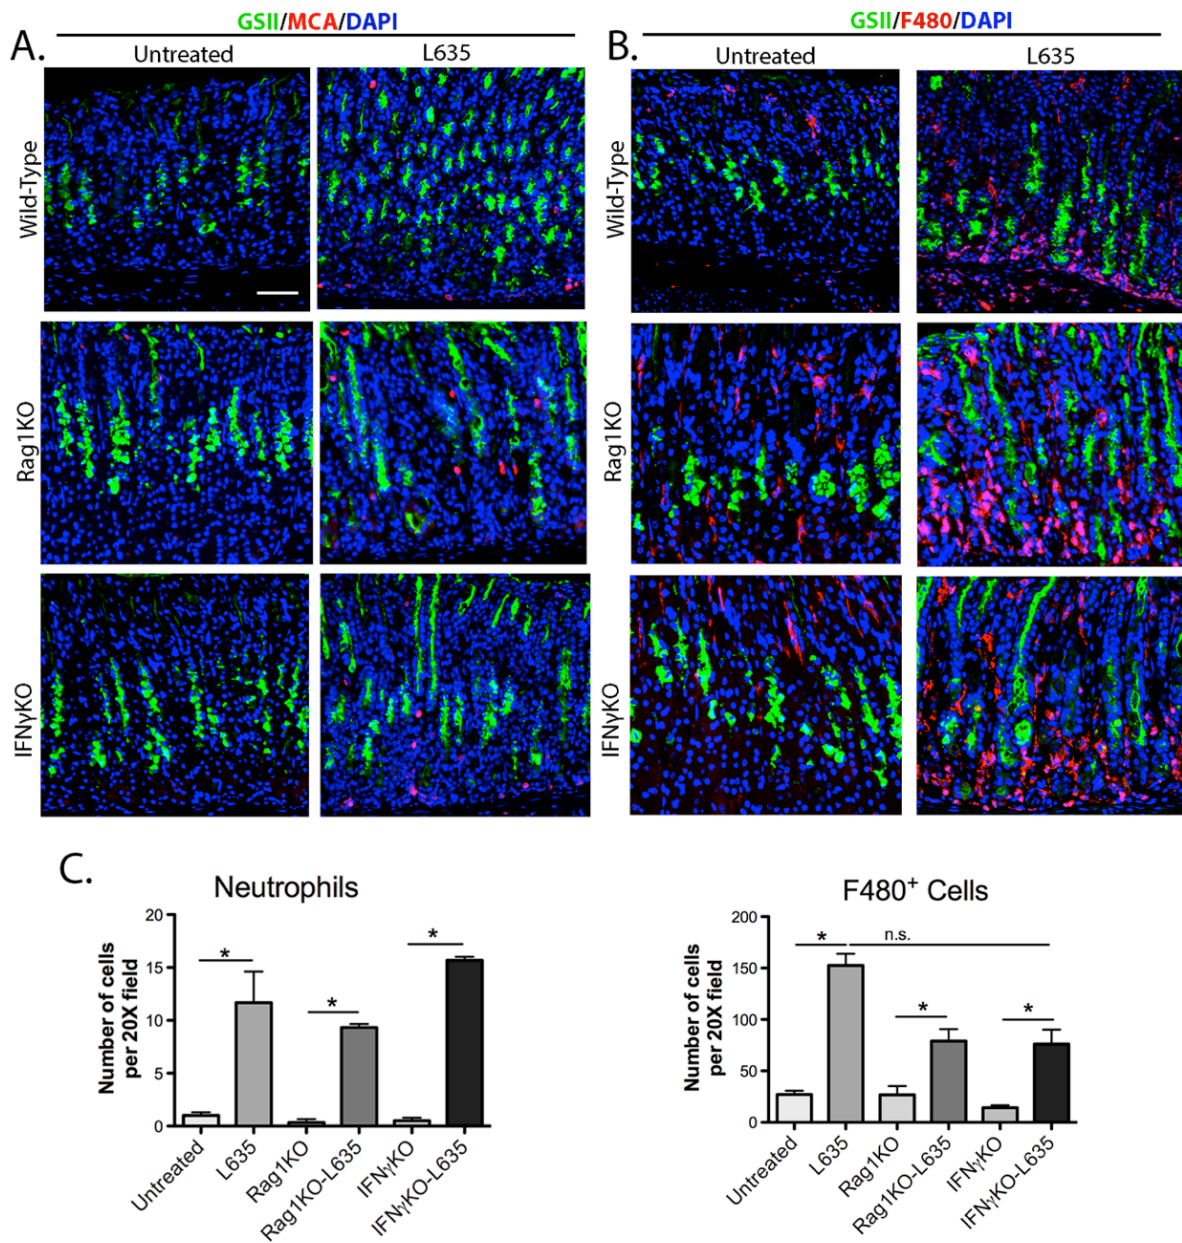 A.
GSII/MCA/DAPI
Untreated
L635
Wild-Type
Rag1KO
IFNγKO
B.
GSII/F480/DAPI
Untreated
L635
Wild-Type
Rag1KO
IFNγKO
C.
Neutrophils
Number of cells
per 20X field
20
15
10
5
0
*
*
*
Untreated
L635
Rag1KO
Rag1KO-L635
IFNγKO
IFNγKO-L635
F480⁺ Cells
Number of cells
per 20X field
200
150
100
50
0
*
n.s.
*
*
Untreated
L635
Rag1KO
Rag1KO-L635
IFNγKO
IFNγKO-L635